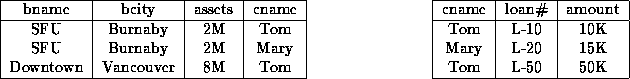 bname bcity assets cname cname loan# amount
SFU Burnaby 2M Tom Tom L-10 10K
SFU Burnaby 2M Mary Mary L-20 15K
Downtown Vancouver 8M Tom Tom L-50 50K